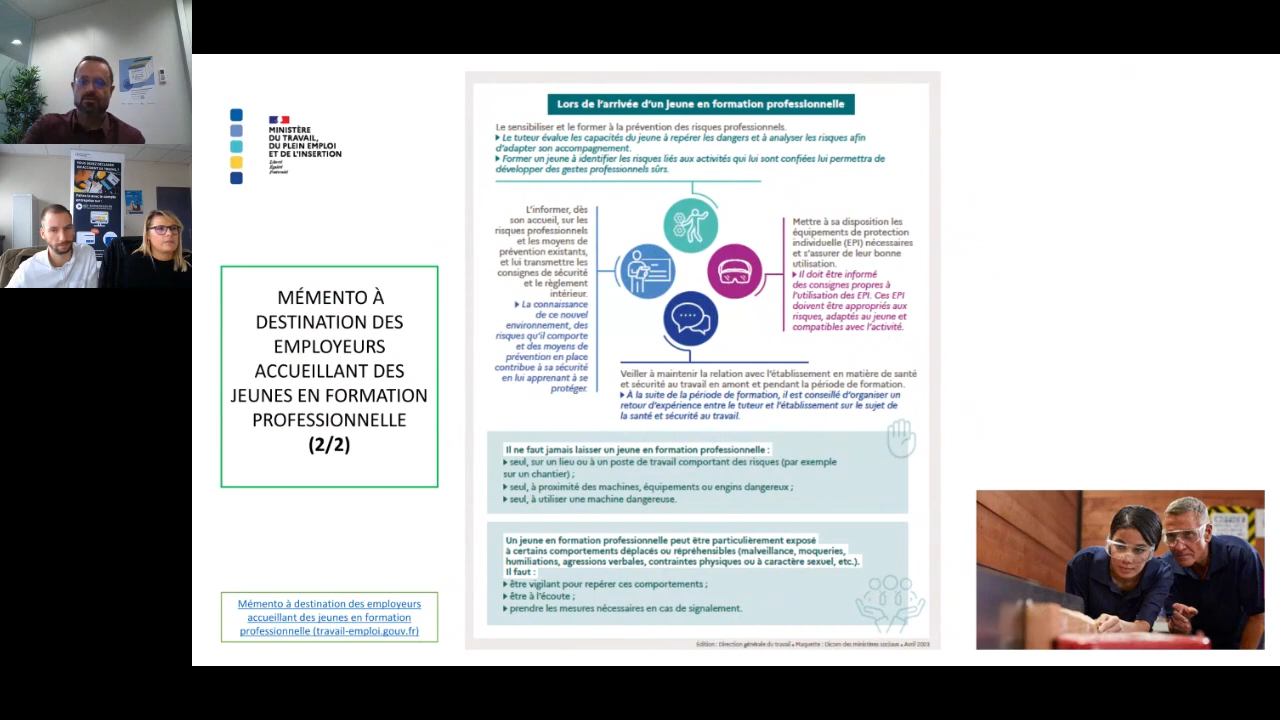 MINISTÈRE
DU TRAVAIL,
DU PLEIN EMPLOI
ET DE L'INSERTION
Liberté
Égalité
Fraternité
MÉMENTO À
DESTINATION DES
EMPLOYEURS
ACCUEILLANT DES
JEUNES EN FORMATION
PROFESSIONNELLE
(2/2)
Mémento à destination des employeurs
accueillant des jeunes en formation
professionnelle (travail-emploi.gouv.fr)
Lors de l'arrivée d'un jeune en formation professionnelle
Le sensibiliser et le former à la prévention des risques professionnels.
Le tuteur évalue les capacités du jeune à repérer les dangers et à analyser les risques afin
d'adapter son accompagnement.
Former un jeune à identifier les risques liés aux activités qui lui sont confiées lui permettra de
développer des gestes professionnels sûrs.
L'informer, dès
son accueil, sur les
risques professionnels
et les moyens de
prévention existants,
et lui transmettre les
consignes de sécurité
et le règlement
intérieur.
La connaissance
de ce nouvel
environnement, des
risques qu'il comporte
et des moyens de
prévention en place
contribue à sa sécurité
en lui apprenant à se
protéger.
Mettre à sa disposition les
équipements de protection
individuelle (EPI) nécessaires
et s'assurer de leur bonne
utilisation.
Il doit être informé
des consignes propres à
l'utilisation des EPI. Ces EPI
doivent être appropriés aux
risques, adaptés au jeune et
compatibles avec l'activité.
Veiller à maintenir la relation avec l'établissement en matière de santé
et sécurité au travail en amont et pendant la période de formation.
À la suite de la période de formation, il est conseillé d'organiser un
retour d'expérience entre le tuteur et l'établissement sur le sujet de
la santé et sécurité au travail.
Il ne faut jamais laisser un jeune en formation professionnelle :
seul, sur un lieu ou à un poste de travail comportant des risques (par exemple
sur un chantier) ;
seul, à proximité des machines, équipements ou engins dangereux ;
seul, à utiliser une machine dangereuse.
Un jeune en formation professionnelle peut être particulièrement exposé
à certains comportements déplacés ou répréhensibles (malveillance, moqueries,
humiliations, agressions verbales, contraintes physiques ou à caractère sexuel, etc.).
Il faut :
être vigilant pour repérer ces comportements ;
être à l'écoute ;
prendre les mesures nécessaires en cas de signalement.
Edition : Direction générale du travail • Maquette : Dicom des ministères sociaux • Avril 2023